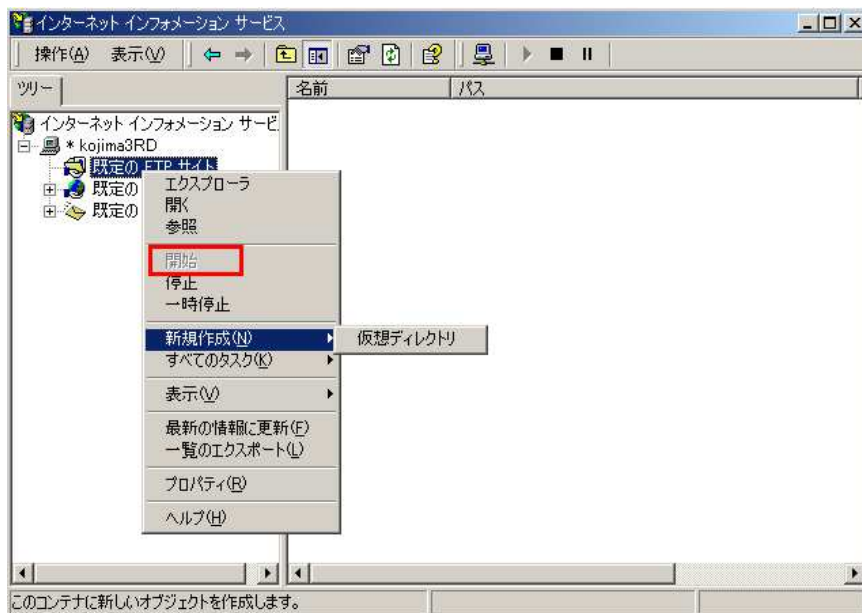 インターネット インフォメーション サービス
操作(A) 表示(V)
ツリー
名前 パス
インターネット インフォメーション サービ
* kojima3RD
既定の FTP サイト
既定の
既定の
エクスプローラ
開く
参照
開始
停止
一時停止
新規作成(N) 仮想ディレクトリ
すべてのタスク(K)
表示(V)
最新の情報に更新(F)
一覧のエクスポート(L)
プロパティ(R)
ヘルプ(H)
このコンテナに新しいオブジェクトを作成します。